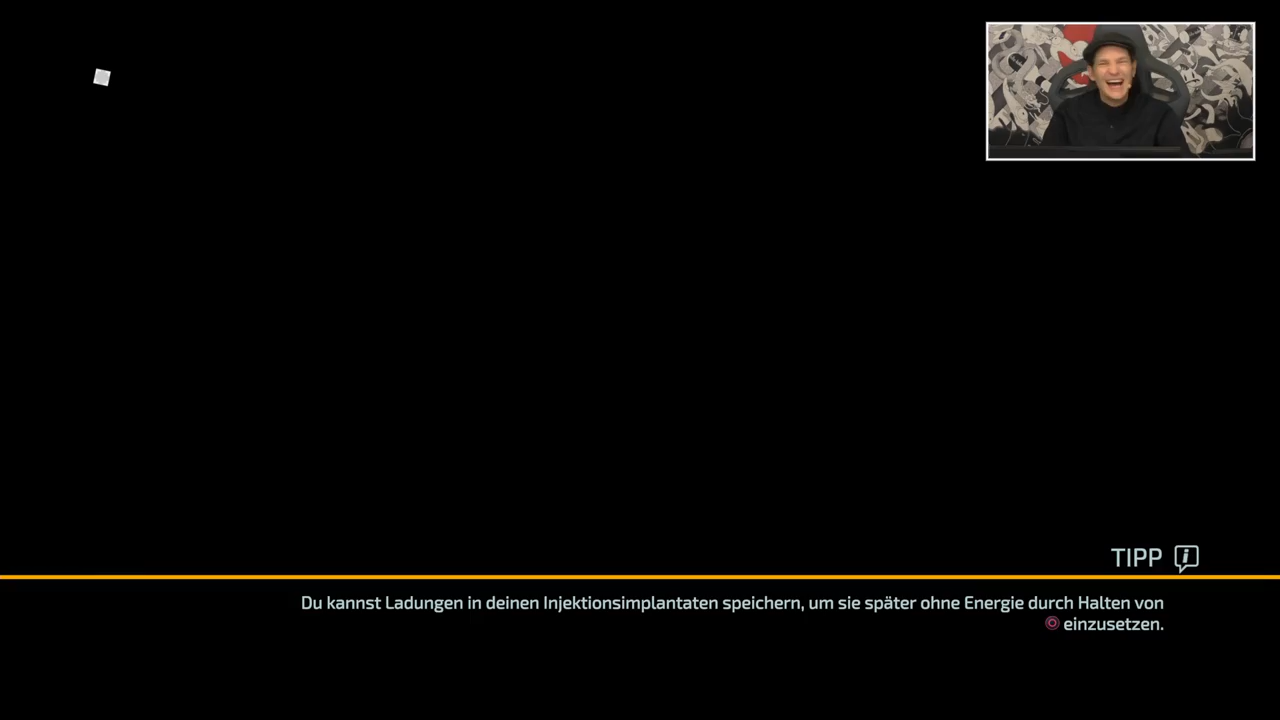 TIPP
Du kannst Ladungen in deinen Injektionsimplantaten speichern, um sie später ohne Energie durch Halten von
einzusetzen.